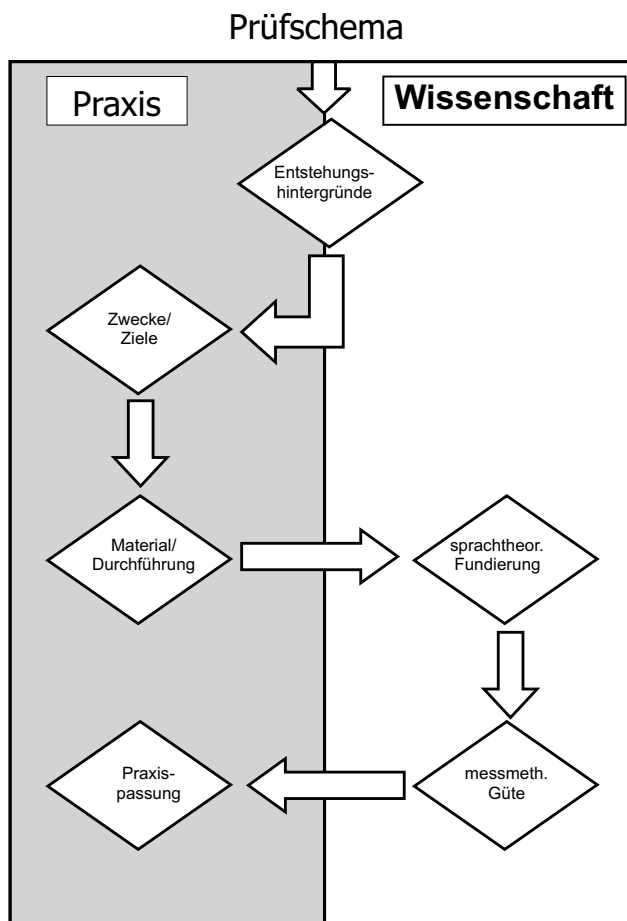 Prüfschema
Praxis
Wissenschaft
Entstehungs-
hintergründe
Zwecke/
Ziele
Material/
Durchführung
sprachtheor.
Fundierung
Praxis-
passung
messmeth.
Güte